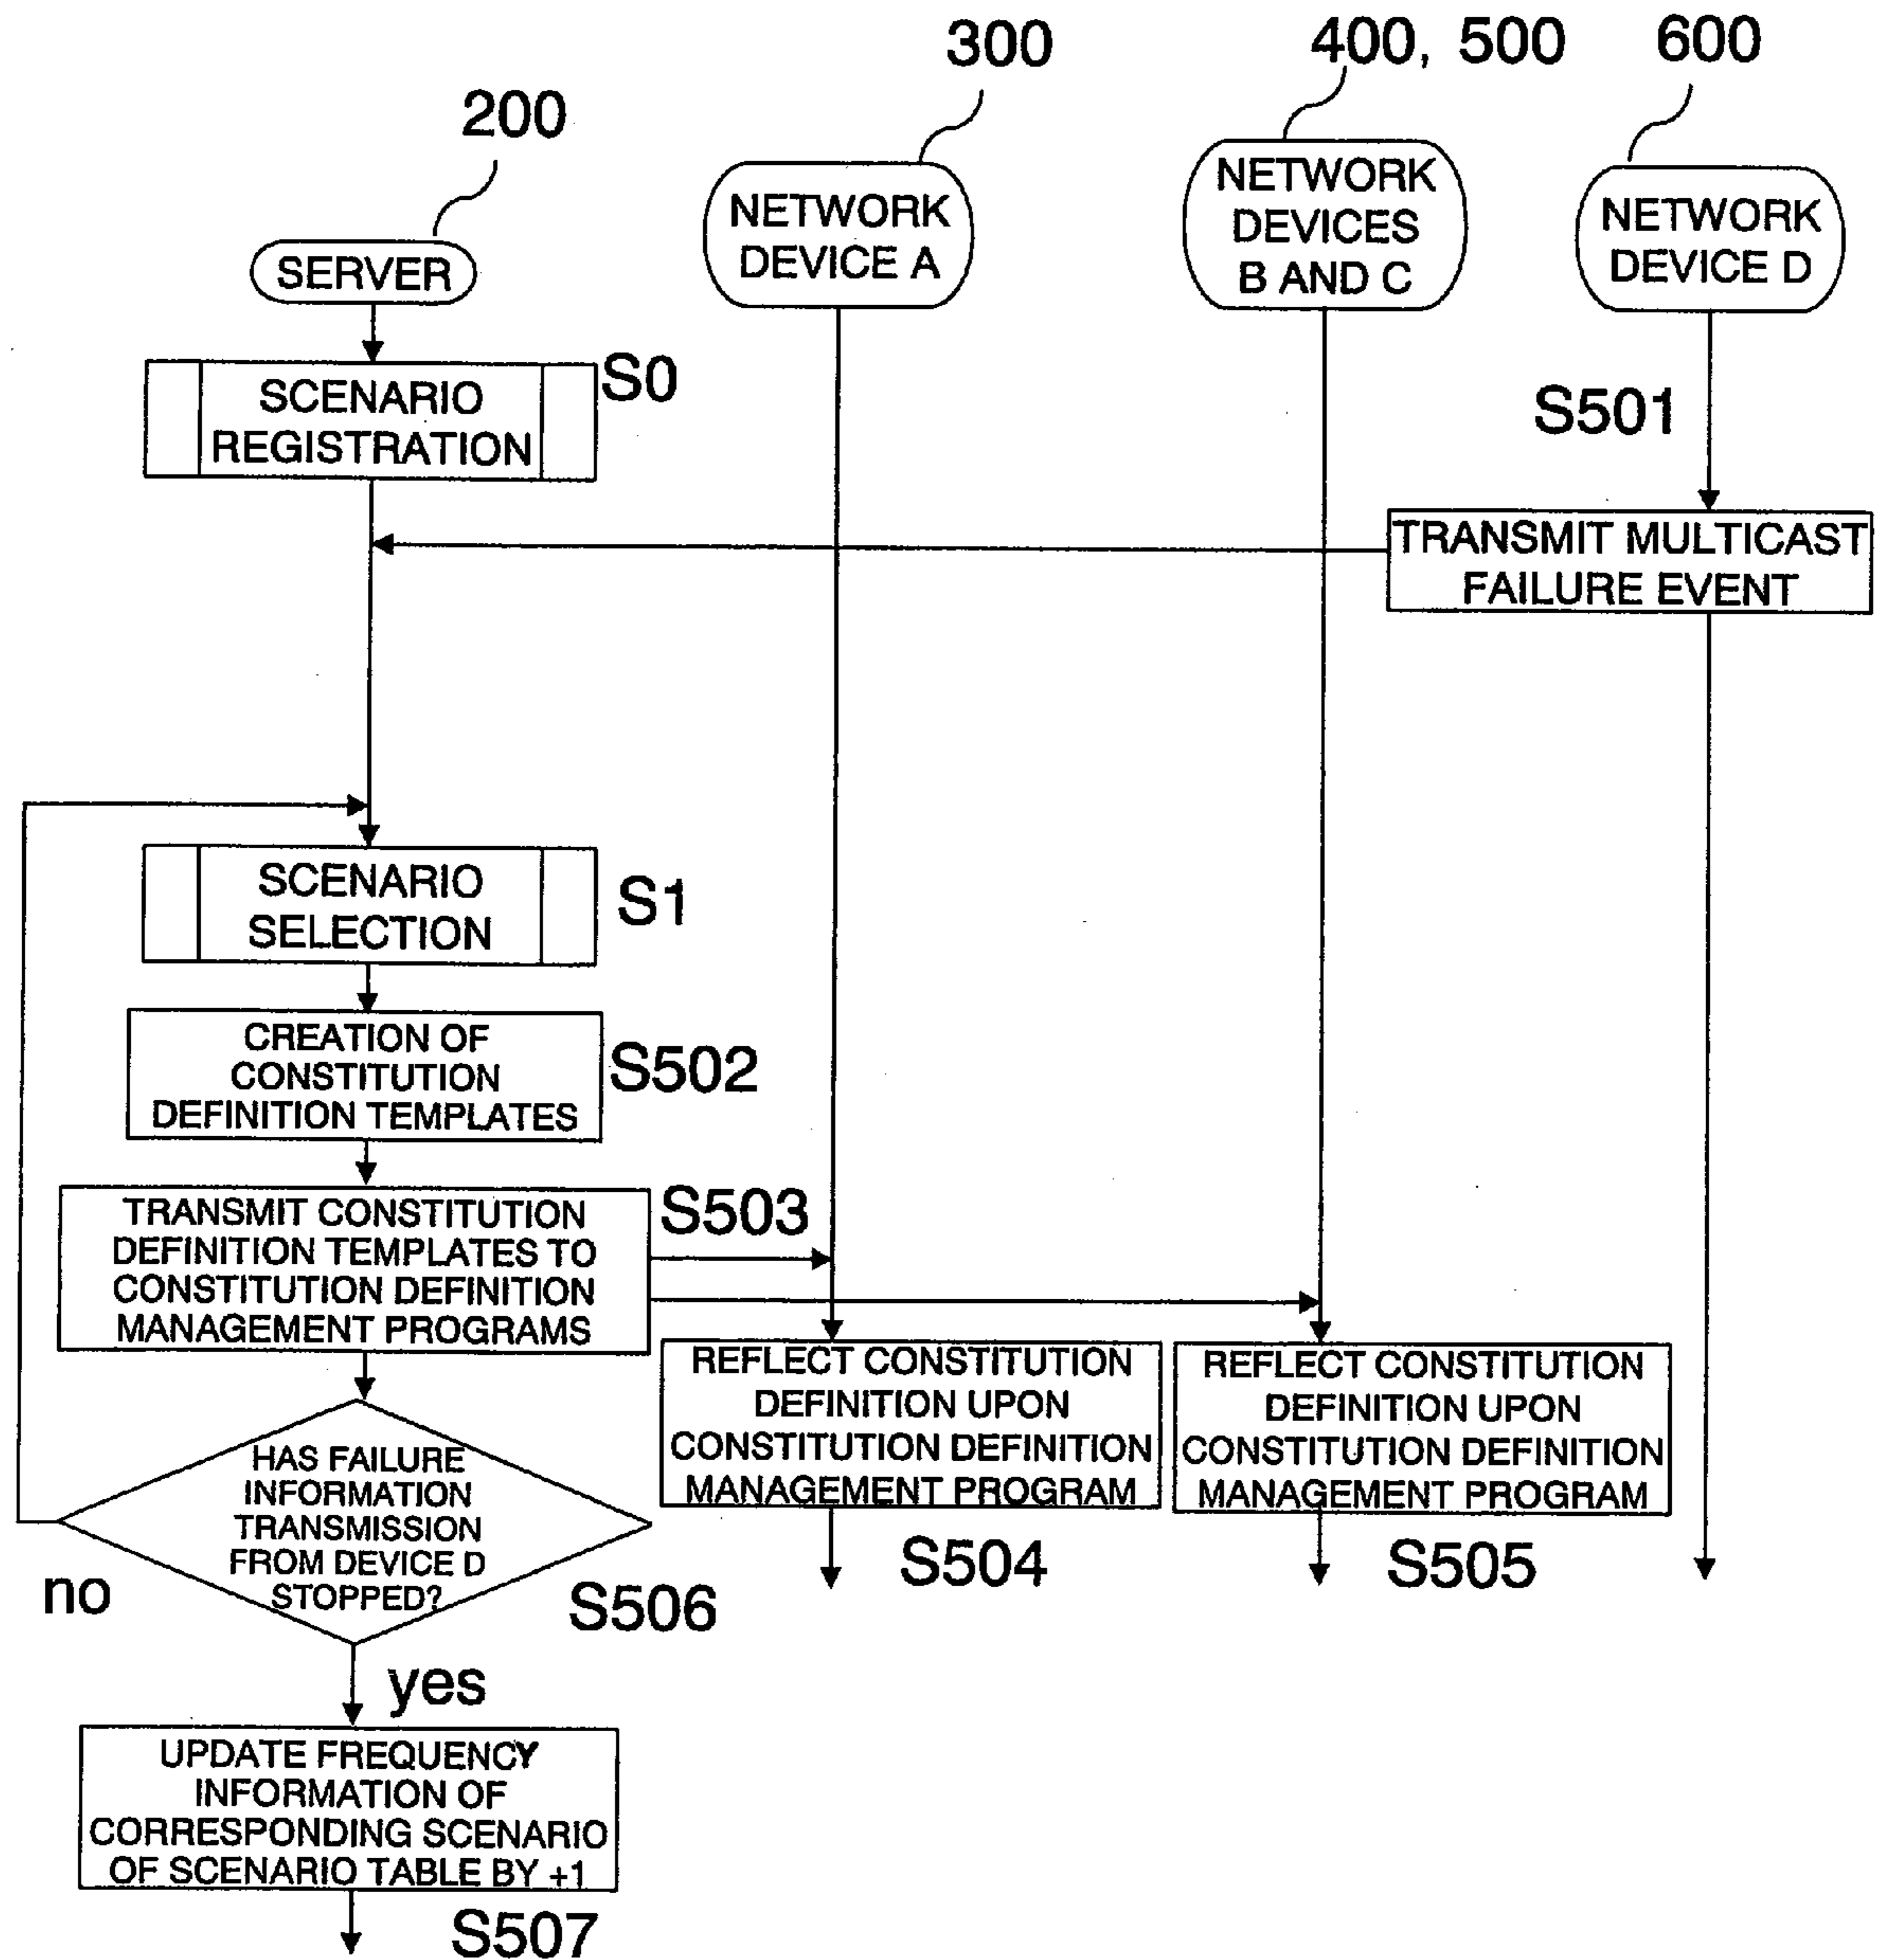 300
400, 500
600
200
SERVER
NETWORK
DEVICE A
NETWORK
DEVICES
B AND C
NETWORK
DEVICE D
SCENARIO
REGISTRATION
S0
S501
TRANSMIT MULTICAST
FAILURE EVENT
SCENARIO
SELECTION
S1
CREATION OF
CONSTITUTION
DEFINITION TEMPLATES
S502
TRANSMIT CONSTITUTION
DEFINITION TEMPLATES TO
CONSTITUTION DEFINITION
MANAGEMENT PROGRAMS
S503
REFLECT CONSTITUTION
DEFINITION UPON
CONSTITUTION DEFINITION
MANAGEMENT PROGRAM
S504
REFLECT CONSTITUTION
DEFINITION UPON
CONSTITUTION DEFINITION
MANAGEMENT PROGRAM
S505
HAS FAILURE
INFORMATION
TRANSMISSION
FROM DEVICE D
STOPPED?
no
S506
yes
UPDATE FREQUENCY
INFORMATION OF
CORRESPONDING SCENARIO
OF SCENARIO TABLE BY +1
S507